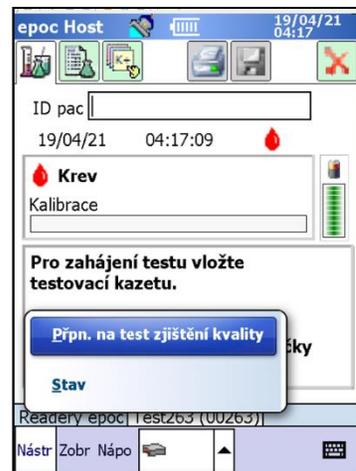 epoc Host
19/04/21
04:17
K+
ID pac
19/04/21 04:17:09
Krev
Kalibrace
Pro zahájení testu vložte
testovací kazetu.
Přpn. na test zjištění kvality
čky
Stav
Readery epoc Test263 (00263)
Nástr Zobr Nápo